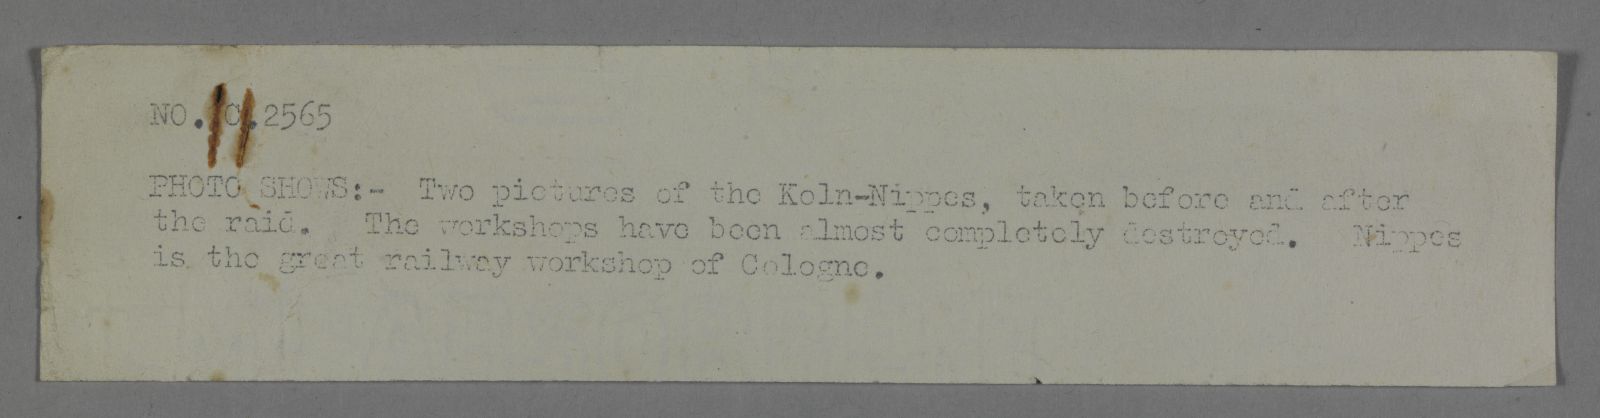 NO. C.2565
PHOTO SHOWS:- Two pictures of the Koln-Nippes, taken before and after
the raid. The workshops have been almost completely destroyed. Nippes
is the great railway workshop of Cologne.